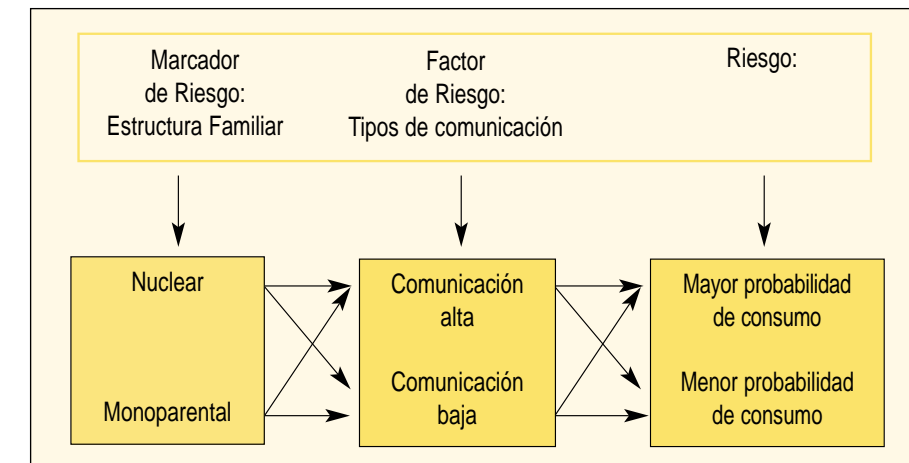 Marcador
de Riesgo:
Estructura Familiar
Factor
de Riesgo:
Tipos de comunicación
Riesgo:
Nuclear
Monoparental
Comunicación
alta
Comunicación
baja
Mayor probabilidad
de consumo
Menor probabilidad
de consumo